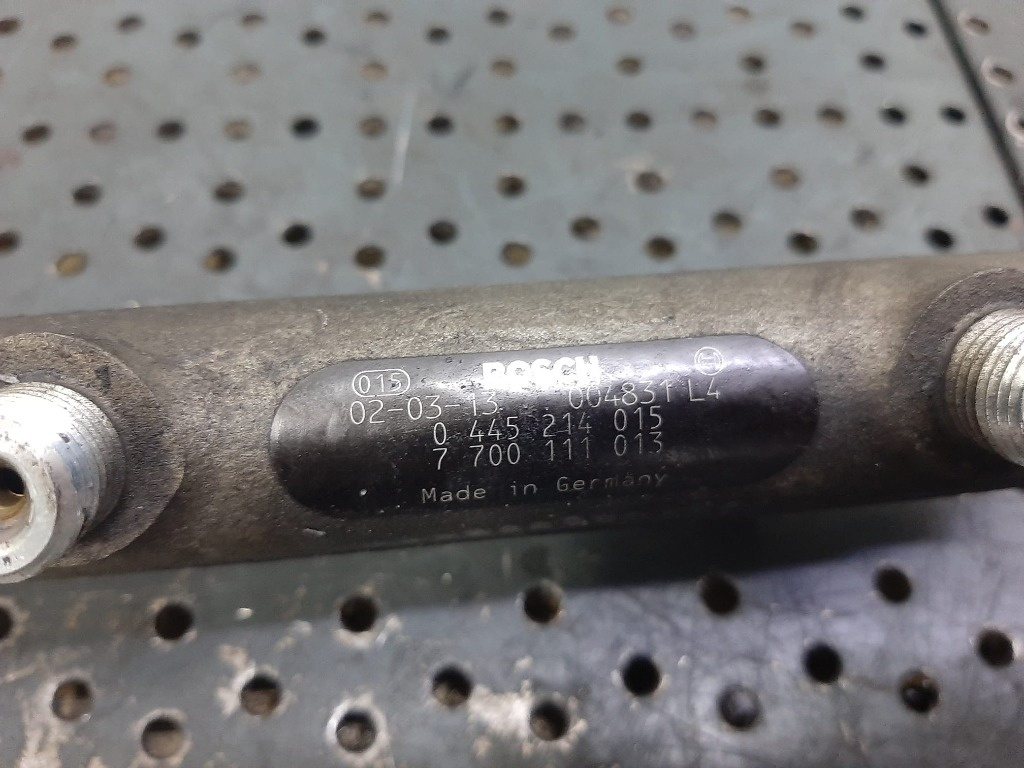 015 BOSCH
02-03-13 004831 L4
0 445 214 015
7 700 111 013
Made in Germany